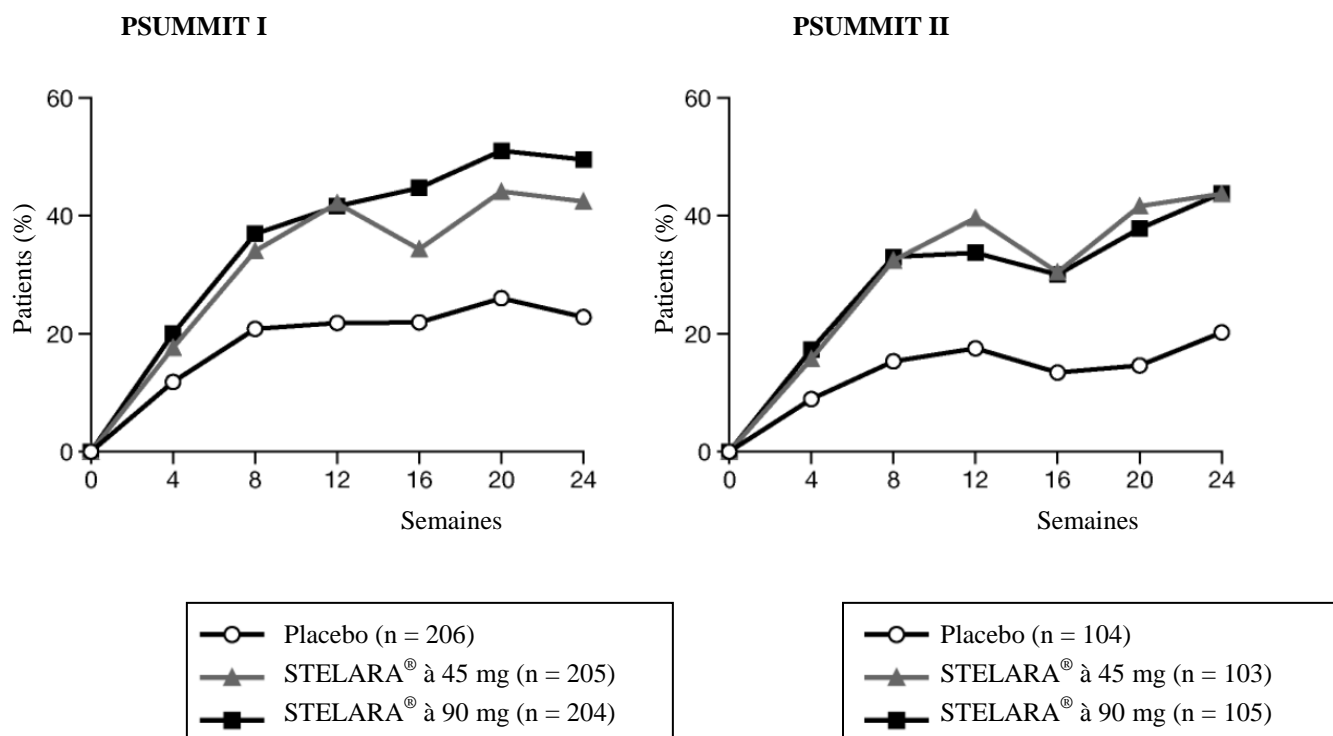 PSUMMIT I
60
40
20
0
Patients (%)
0 4 8 12 16 20 24
Semaines
Placebo (n = 206)
STELARA® à 45 mg (n = 205)
STELARA® à 90 mg (n = 204)
PSUMMIT II
60
40
20
0
Patients (%)
0 4 8 12 16 20 24
Semaines
Placebo (n = 104)
STELARA® à 45 mg (n = 103)
STELARA® à 90 mg (n = 105)